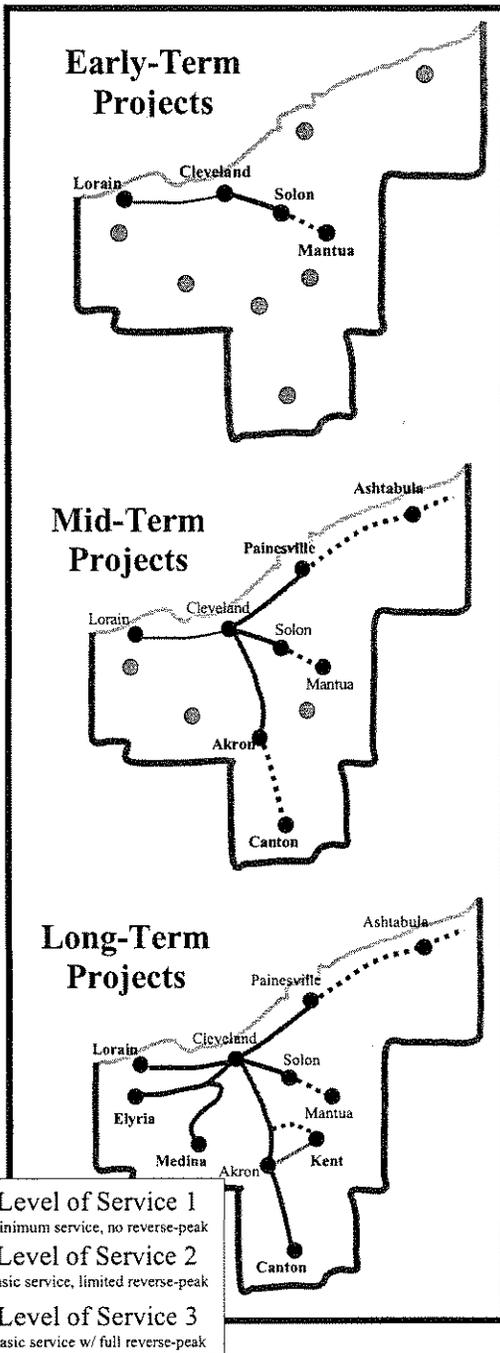 Early-Term
Projects
Cleveland
Lorain
Solon
Mantua
Mid-Term
Projects
Ashtabula
Painesville
Cleveland
Lorain
Solon
Mantua
Akron
Canton
Long-Term
Projects
Ashtabula
Painesville
Cleveland
Lorain
Solon
Elyria
Mantua
Medina
Kent
Akron
Canton
Level of Service 1
inimum service, no reverse-peak
Level of Service 2
asic service, limited reverse-peak
Level of Service 3
asic service w/ full reverse-peak